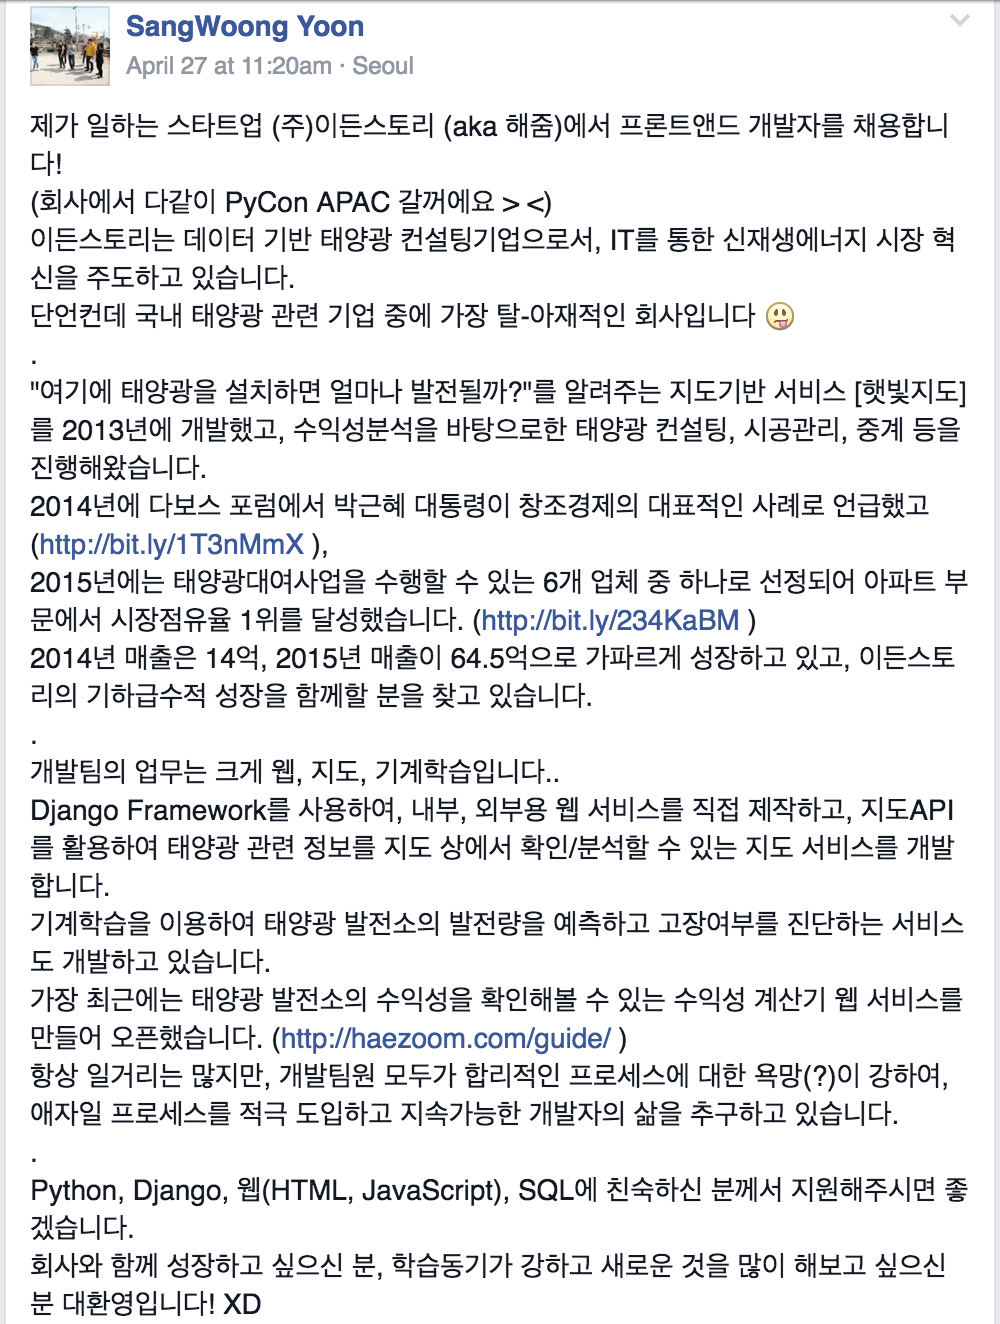 SangWoong Yoon
April 27 at 11:20am · Seoul
제가 일하는 스타트업 (주)이든스토리 (aka 해줌)에서 프론트앤드 개발자를 채용합니
다!
(회사에서 다같이 PyCon APAC 갈꺼에요 > <)
이든스토리는 데이터 기반 태양광 컨설팅기업으로서, IT를 통한 신재생에너지 시장 혁
신을 주도하고 있습니다.
단언컨데 국내 태양광 관련 기업 중에 가장 탈-아재적인 회사입니다 😜
.
"여기에 태양광을 설치하면 얼마나 발전될까?"를 알려주는 지도기반 서비스 [햇빛지도]
를 2013년에 개발했고, 수익성분석을 바탕으로한 태양광 컨설팅, 시공관리, 중계 등을
진행해왔습니다.
2014년에 다보스 포럼에서 박근혜 대통령이 창조경제의 대표적인 사례로 언급했고
(http://bit.ly/1T3nMmX ),
2015년에는 태양광대여사업을 수행할 수 있는 6개 업체 중 하나로 선정되어 아파트 부
문에서 시장점유율 1위를 달성했습니다. (http://bit.ly/234KaBM )
2014년 매출은 14억, 2015년 매출이 64.5억으로 가파르게 성장하고 있고, 이든스토
리의 기하급수적 성장을 함께할 분을 찾고 있습니다.
.
개발팀의 업무는 크게 웹, 지도, 기계학습입니다..
Django Framework를 사용하여, 내부, 외부용 웹 서비스를 직접 제작하고, 지도API
를 활용하여 태양광 관련 정보를 지도 상에서 확인/분석할 수 있는 지도 서비스를 개발
합니다.
기계학습을 이용하여 태양광 발전소의 발전량을 예측하고 고장여부를 진단하는 서비스
도 개발하고 있습니다.
가장 최근에는 태양광 발전소의 수익성을 확인해볼 수 있는 수익성 계산기 웹 서비스를
만들어 오픈했습니다. (http://haezoom.com/guide/ )
항상 일거리는 많지만, 개발팀원 모두가 합리적인 프로세스에 대한 욕망(?)이 강하여,
애자일 프로세스를 적극 도입하고 지속가능한 개발자의 삶을 추구하고 있습니다.
.
Python, Django, 웹(HTML, JavaScript), SQL에 친숙하신 분께서 지원해주시면 좋
겠습니다.
회사와 함께 성장하고 싶으신 분, 학습동기가 강하고 새로운 것을 많이 해보고 싶으신
분 대환영입니다! XD